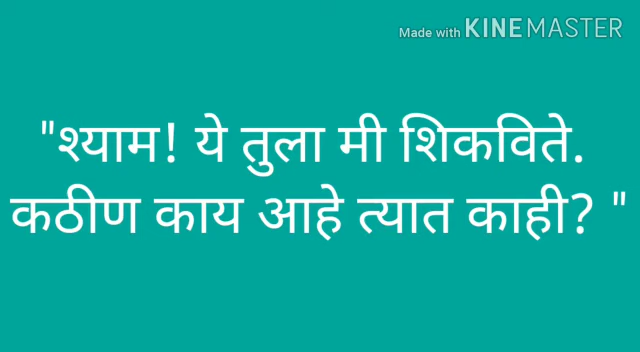 Made with KINEMASTER
"श्याम! ये तुला मी शिकविते.
कठीण काय आहे त्यात काही? "